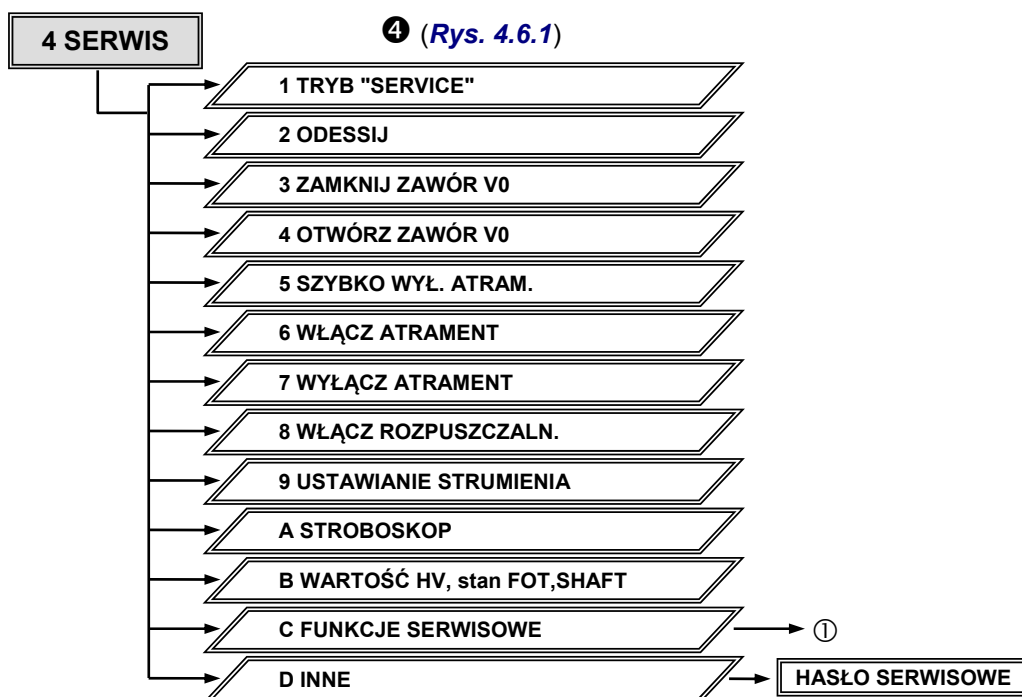 4 SERWIS
❹ (Rys. 4.6.1)
1 TRYB "SERVICE"
2 ODESSIJ
3 ZAMKNIJ ZAWÓR V0
4 OTWÓRZ ZAWÓR V0
5 SZYBKO WYŁ. ATRAM.
6 WŁĄCZ ATRAMENT
7 WYŁĄCZ ATRAMENT
8 WŁĄCZ ROZPUSZCZALN.
9 USTAWIANIE STRUMIENIA
A STROBOSKOP
B WARTOŚĆ HV, stan FOT,SHAFT
C FUNKCJE SERWISOWE ①
D INNE HASŁO SERWISOWE